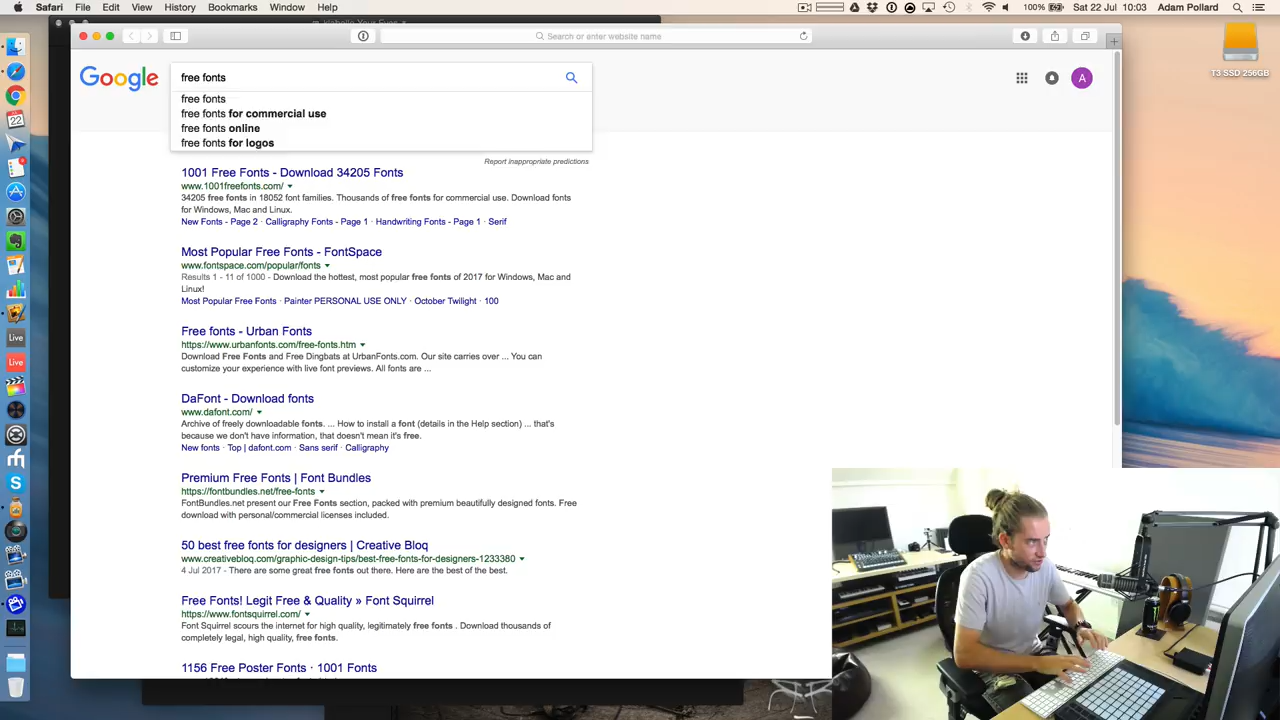 Safari File Edit View History Bookmarks Window Help
100% Sat 22 Jul 10:03 Adam Pollard
klabelle Your Eyes
Search or enter website name
T3 SSD 256GB
Google free fonts
A
free fonts
free fonts for commercial use
free fonts online
free fonts for logos
Report inappropriate predictions
1001 Free Fonts - Download 34205 Fonts
www.1001freefonts.com/
34205 free fonts in 18052 font families. Thousands of free fonts for commercial use. Download fonts
for Windows, Mac and Linux.
New Fonts - Page 2 · Calligraphy Fonts - Page 1 · Handwriting Fonts - Page 1 · Serif
Most Popular Free Fonts - FontSpace
www.fontspace.com/popular/fonts
Results 1 - 11 of 1000 - Download the hottest, most popular free fonts of 2017 for Windows, Mac and
Linux!
Most Popular Free Fonts · Painter PERSONAL USE ONLY · October Twilight · 100
Free fonts - Urban Fonts
https://www.urbanfonts.com/free-fonts.htm
Download Free Fonts and Free Dingbats at UrbanFonts.com. Our site carries over ... You can
customize your experience with live font previews. All fonts are ...
DaFont - Download fonts
www.dafont.com/
Archive of freely downloadable fonts. ... How to install a font (details in the Help section) ... that's
because we don't have information, that doesn't mean it's free.
New fonts · Top | dafont.com · Sans serif · Calligraphy
Premium Free Fonts | Font Bundles
https://fontbundles.net/free-fonts
FontBundles.net present our Free Fonts section, packed with premium beautifully designed fonts. Free
download with personal/commercial licenses included.
50 best free fonts for designers | Creative Bloq
www.creativebloq.com/graphic-design-tips/best-free-fonts-for-designers-1233380
4 Jul 2017 - There are some great free fonts out there. Here are the best of the best.
Free Fonts! Legit Free & Quality » Font Squirrel
https://www.fontsquirrel.com/
Font Squirrel scours the internet for high quality, legitimately free fonts . Download thousands of
completely legal, high quality, free fonts.
1156 Free Poster Fonts · 1001 Fonts
22
Live
Live